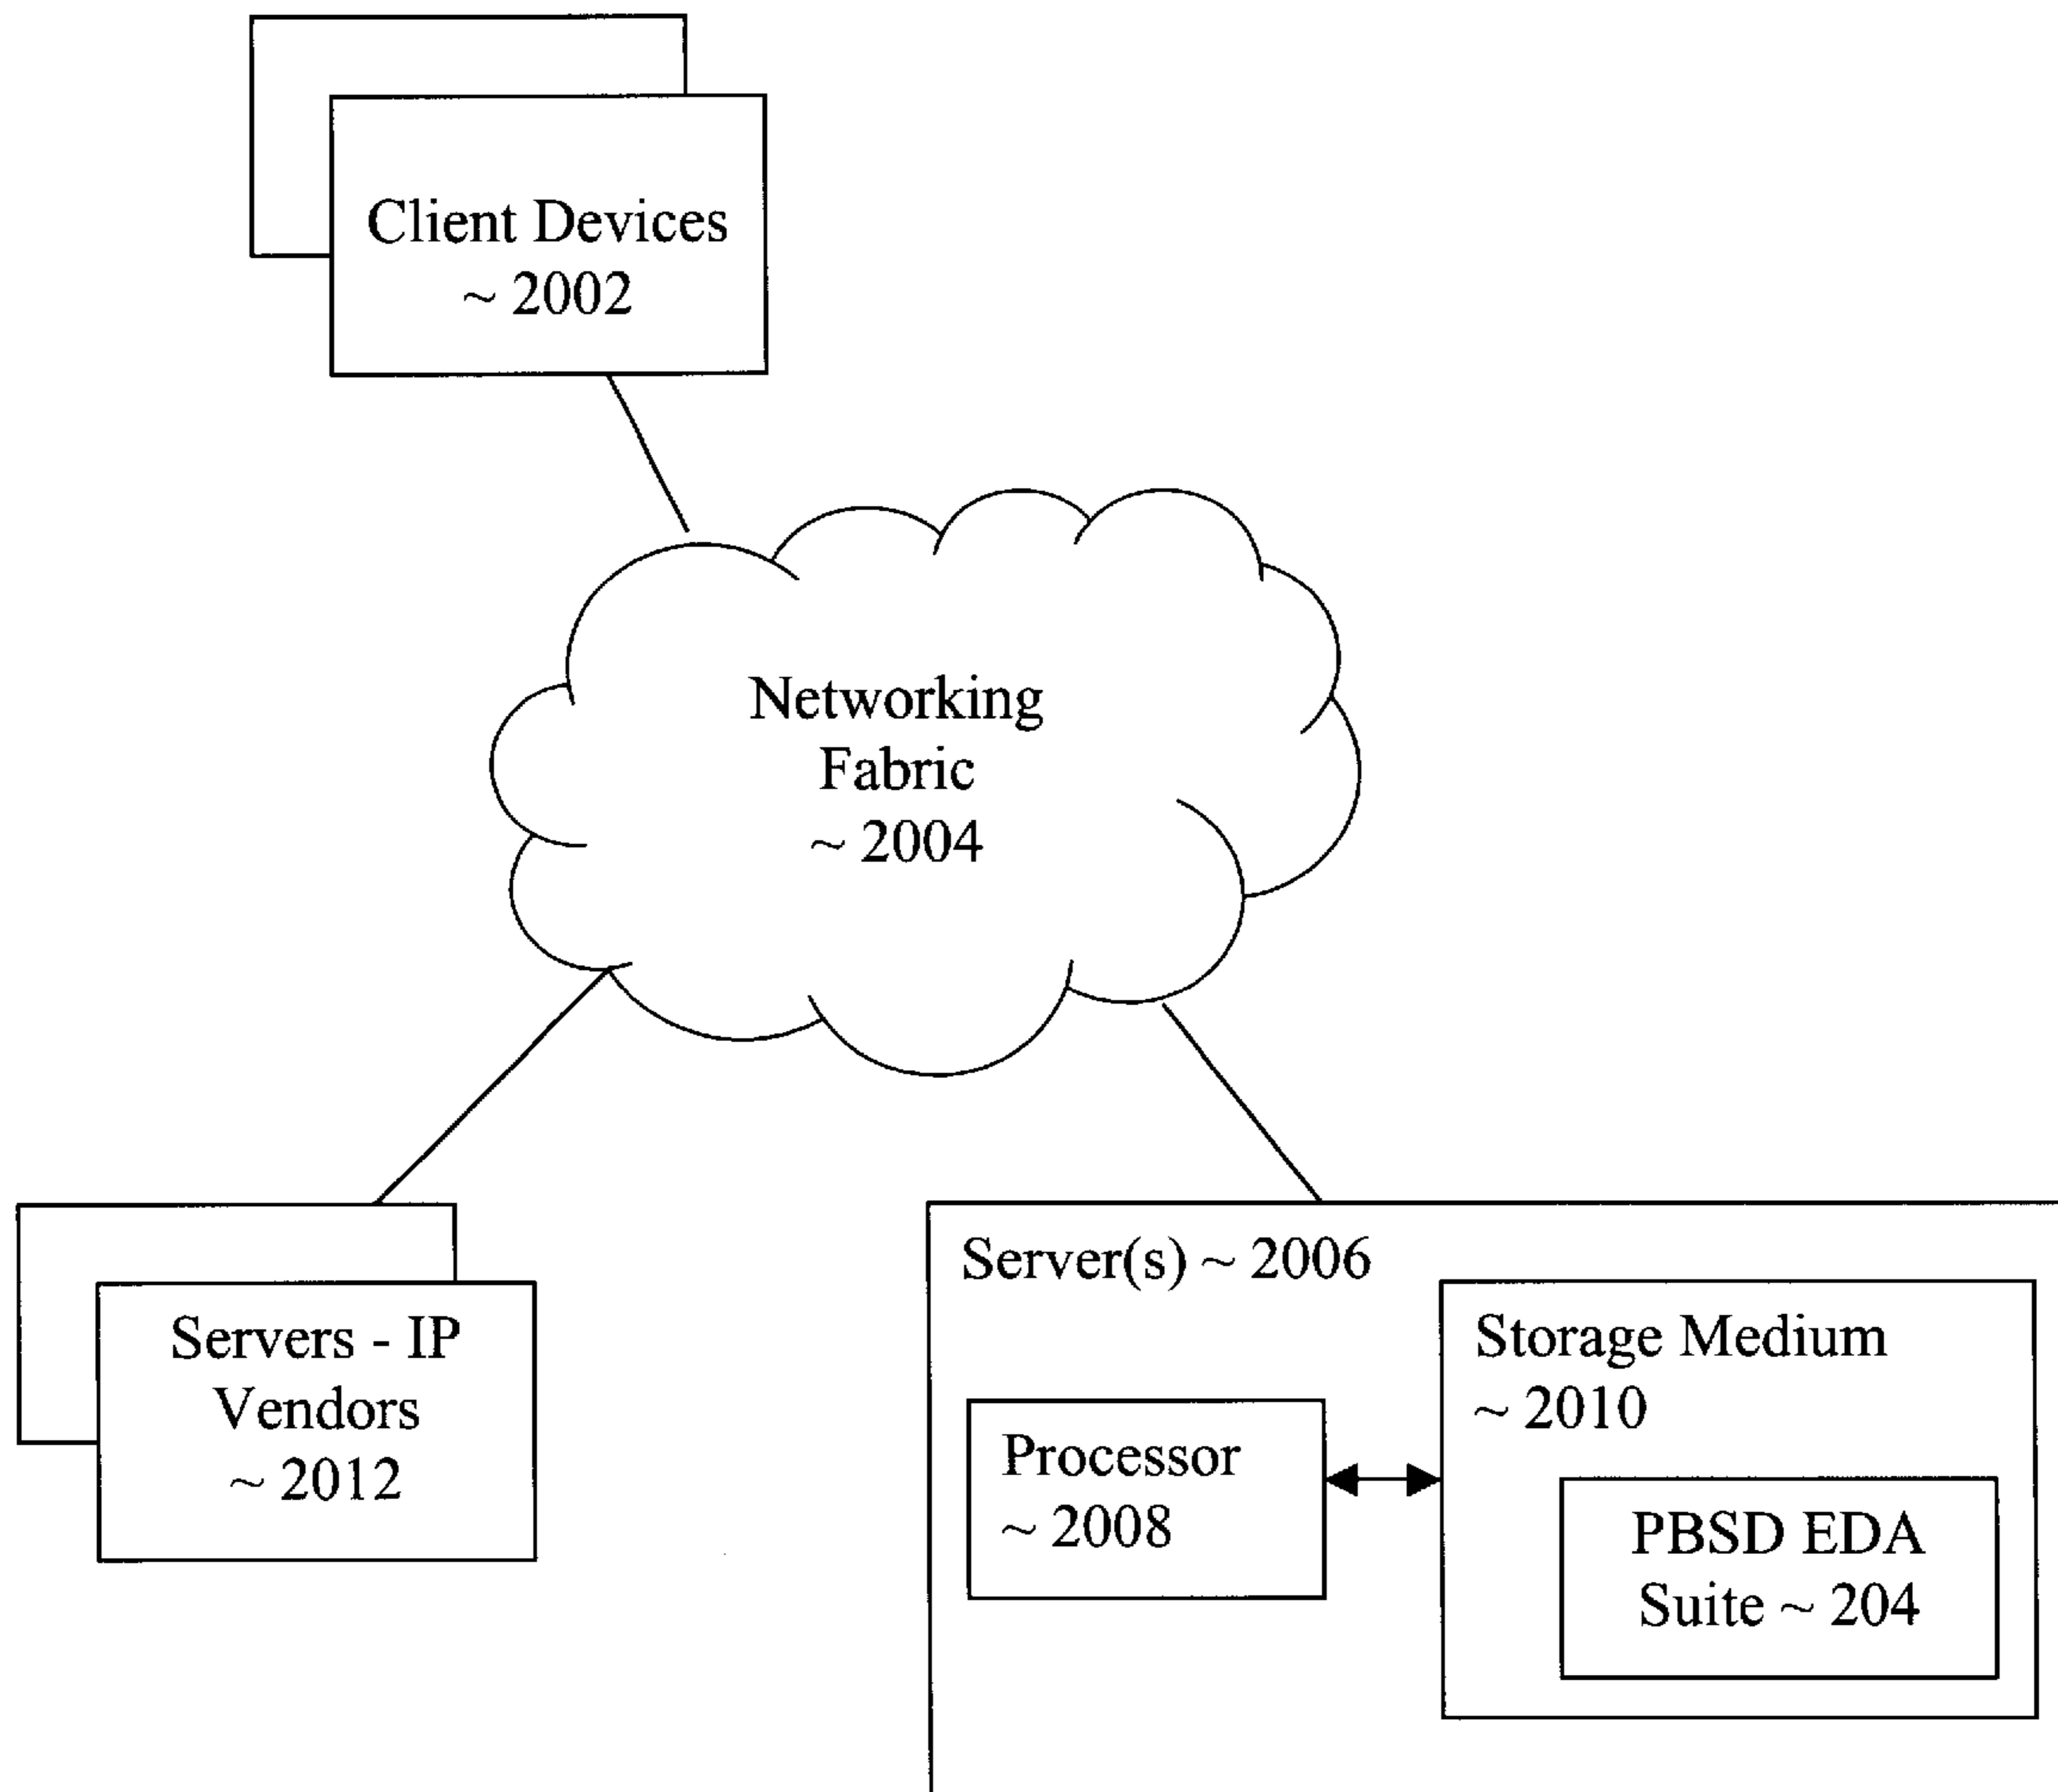 Client Devices
~ 2002
Networking
Fabric
~ 2004
Servers - IP
Vendors
~ 2012
Server(s) ~ 2006
Processor
~ 2008
Storage Medium
~ 2010
PBSD EDA
Suite ~ 204